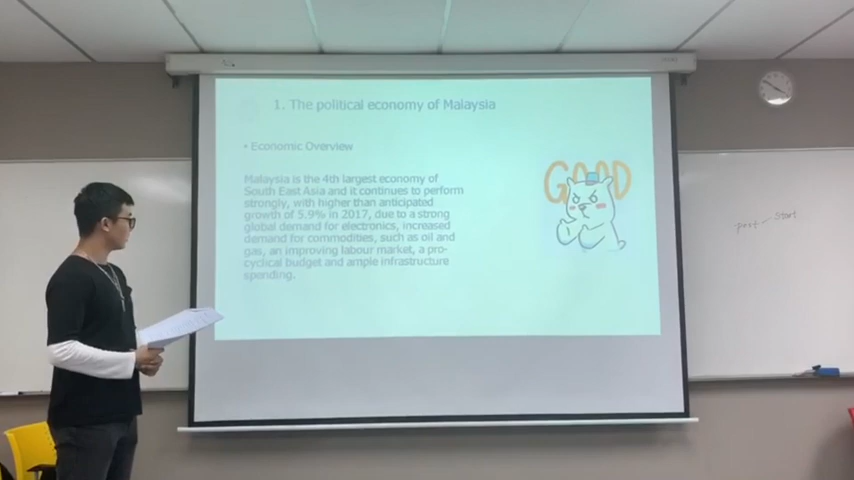 1. The political economy of Malaysia
• Economic Overview
Malaysia is the 4th largest economy of
South East Asia and it continues to perform
strongly, with higher than anticipated
growth of 5.9% in 2017, due to a strong
global demand for electronics, increased
demand for commodities, such as oil and
gas, an improving labour market, a pro-
cyclical budget and ample infrastructure
spending.
GOOD